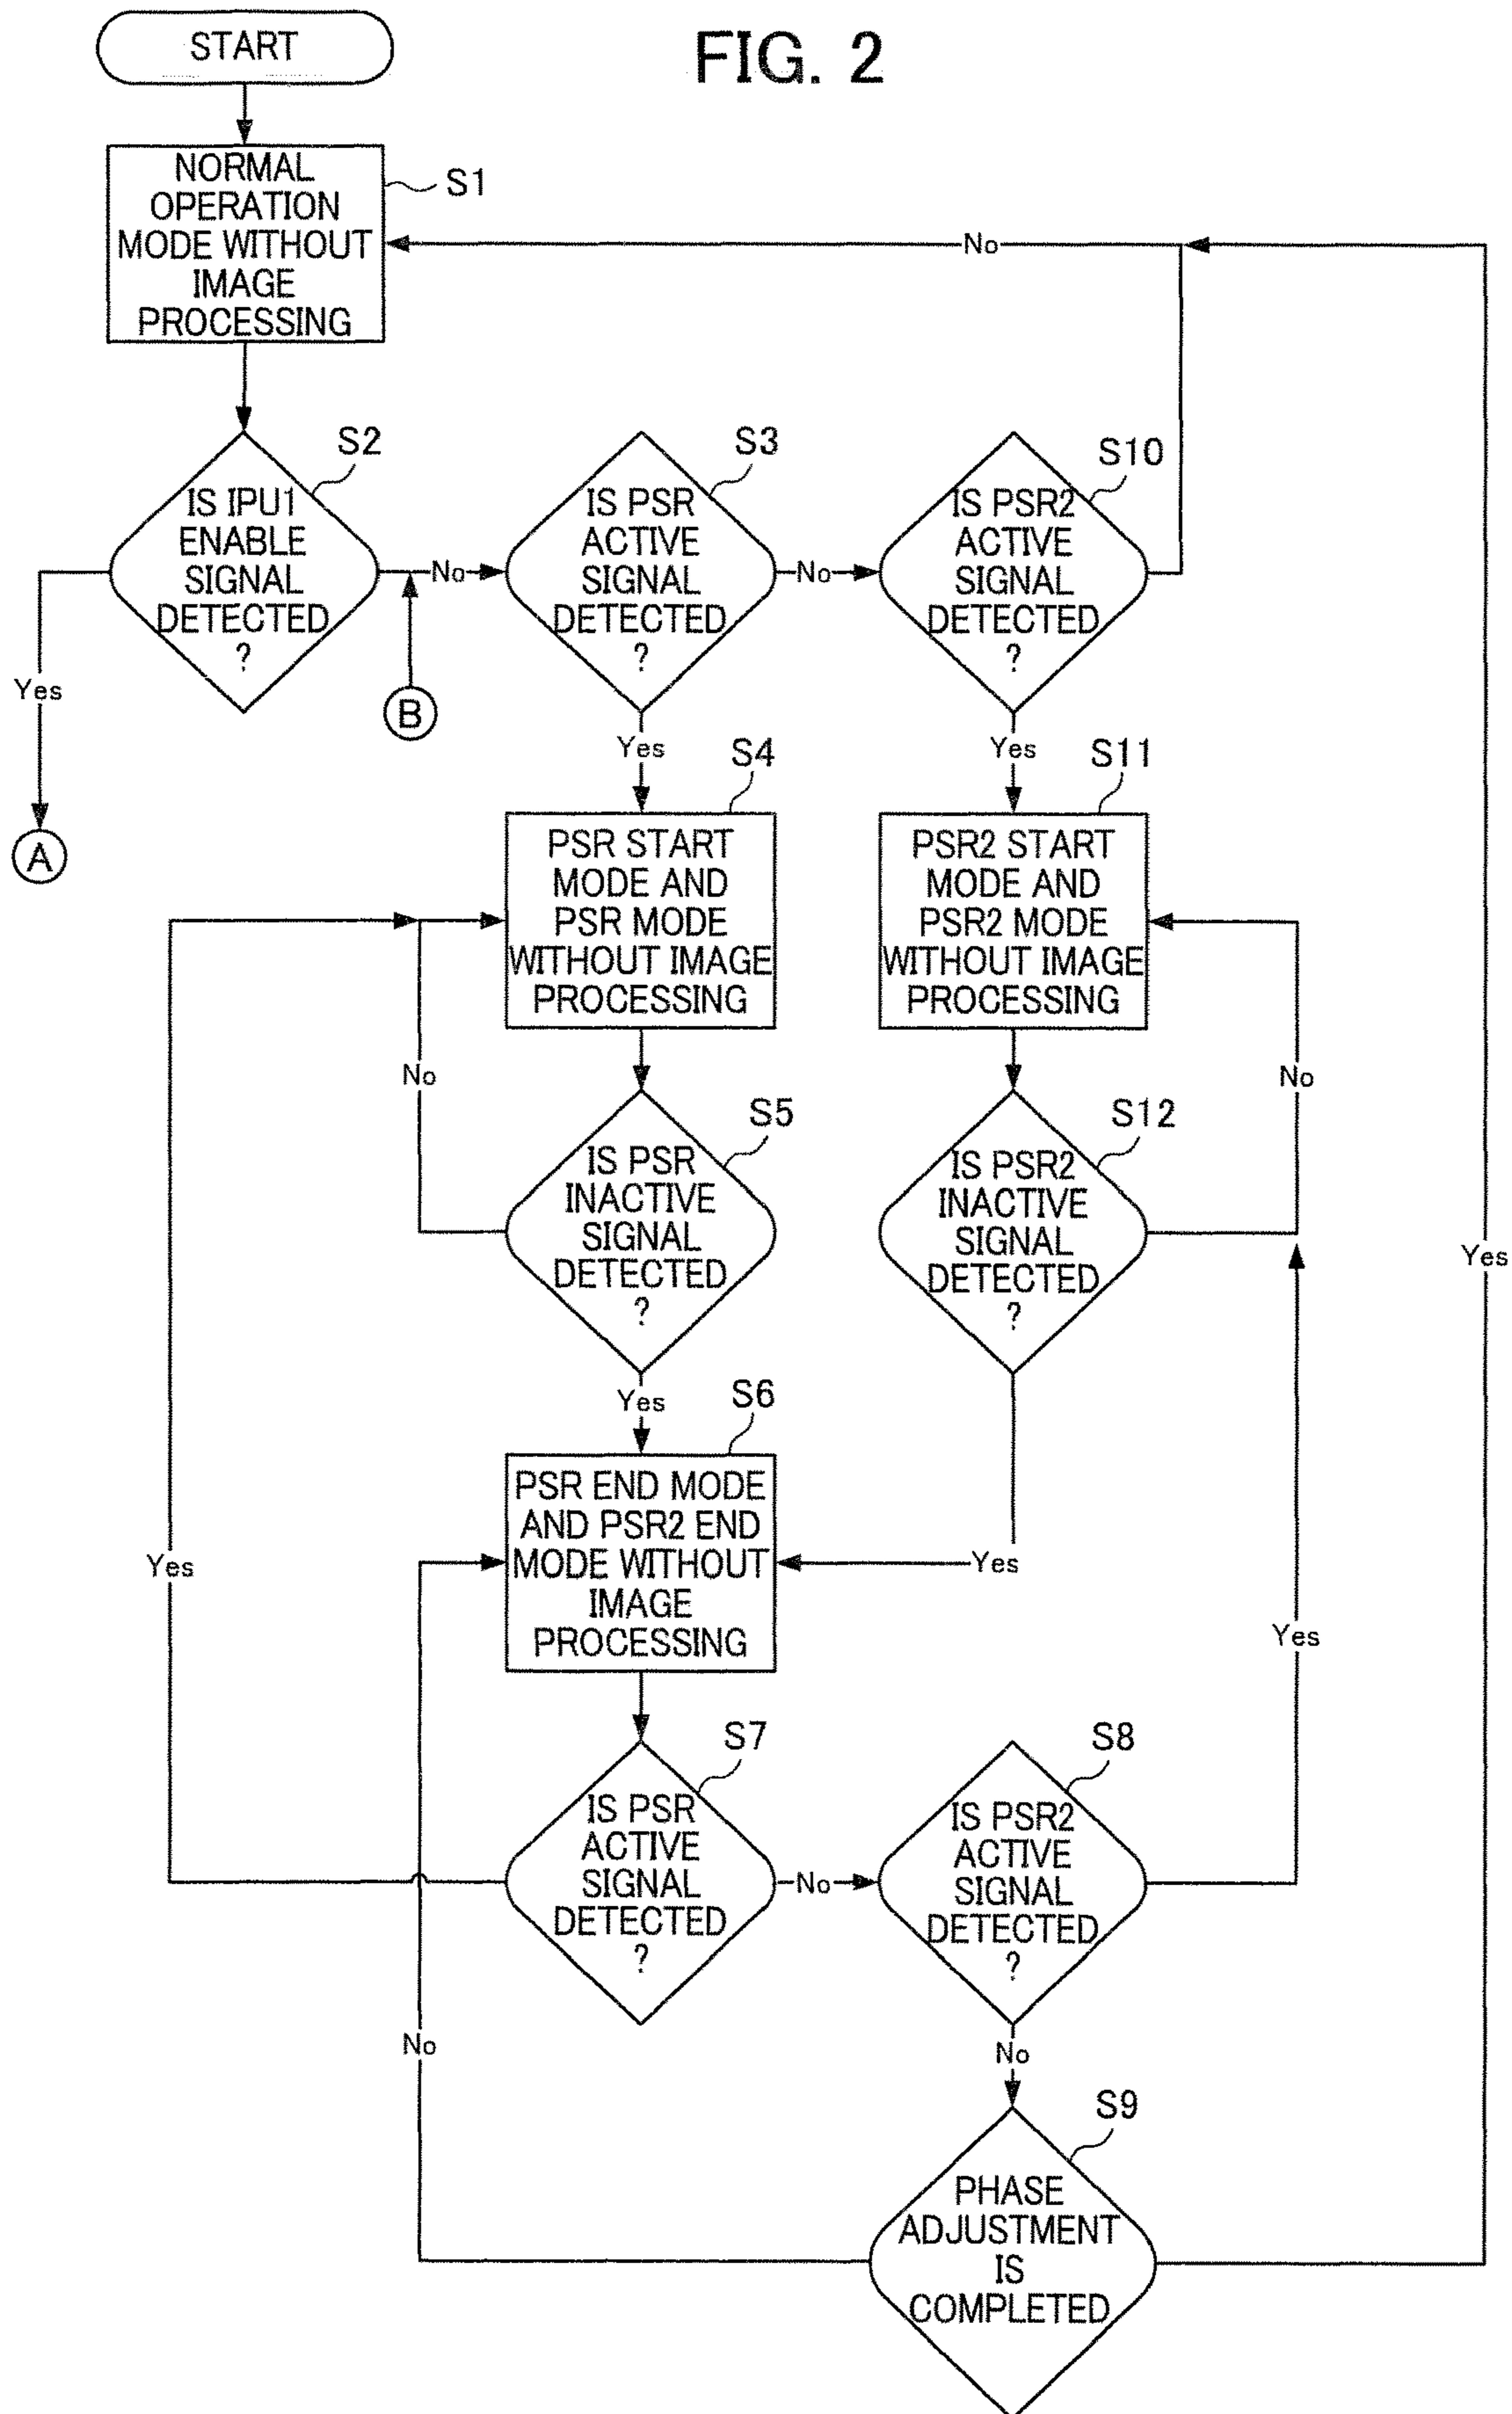 START
FIG. 2
NORMAL
OPERATION
MODE WITHOUT
IMAGE
PROCESSING
S1
No
S2
IS IPU1
ENABLE
SIGNAL
DETECTED
?
Yes
A
No
B
S3
IS PSR
ACTIVE
SIGNAL
DETECTED
?
No
S10
IS PSR2
ACTIVE
SIGNAL
DETECTED
?
Yes
Yes
S4
PSR START
MODE AND
PSR MODE
WITHOUT IMAGE
PROCESSING
S11
PSR2 START
MODE AND
PSR2 MODE
WITHOUT IMAGE
PROCESSING
No
No
S5
IS PSR
INACTIVE
SIGNAL
DETECTED
?
S12
IS PSR2
INACTIVE
SIGNAL
DETECTED
?
Yes
Yes
S6
PSR END MODE
AND PSR2 END
MODE WITHOUT
IMAGE
PROCESSING
Yes
Yes
Yes
S7
IS PSR
ACTIVE
SIGNAL
DETECTED
?
No
S8
IS PSR2
ACTIVE
SIGNAL
DETECTED
?
No
No
S9
PHASE
ADJUSTMENT
IS
COMPLETED